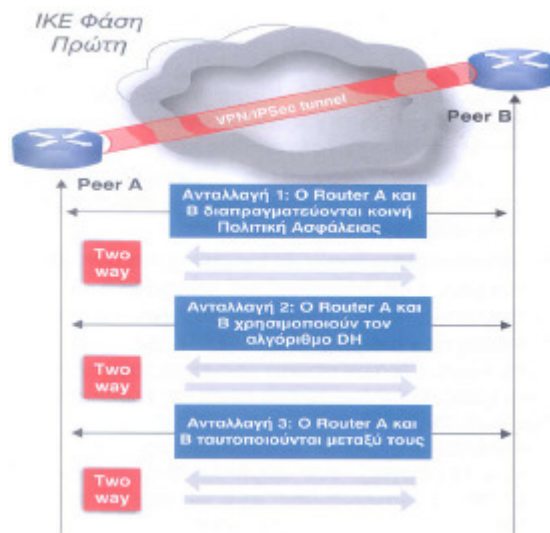 ΙΚΕ Φάση
Πρώτη
VPN/IPSec tunnel
Peer B
Peer A
Ανταλλαγή 1: Ο Router A και
Β διαπραγματεύονται κοινή
Πολιτική Ασφάλειας
Two
way
Ανταλλαγή 2: Ο Router A και
Β χρησιμοποιούν τον
αλγόριθμο DH
Two
way
Ανταλλαγή 3: Ο Router A και
Β ταυτοποιούνται μεταξύ τους
Two
way